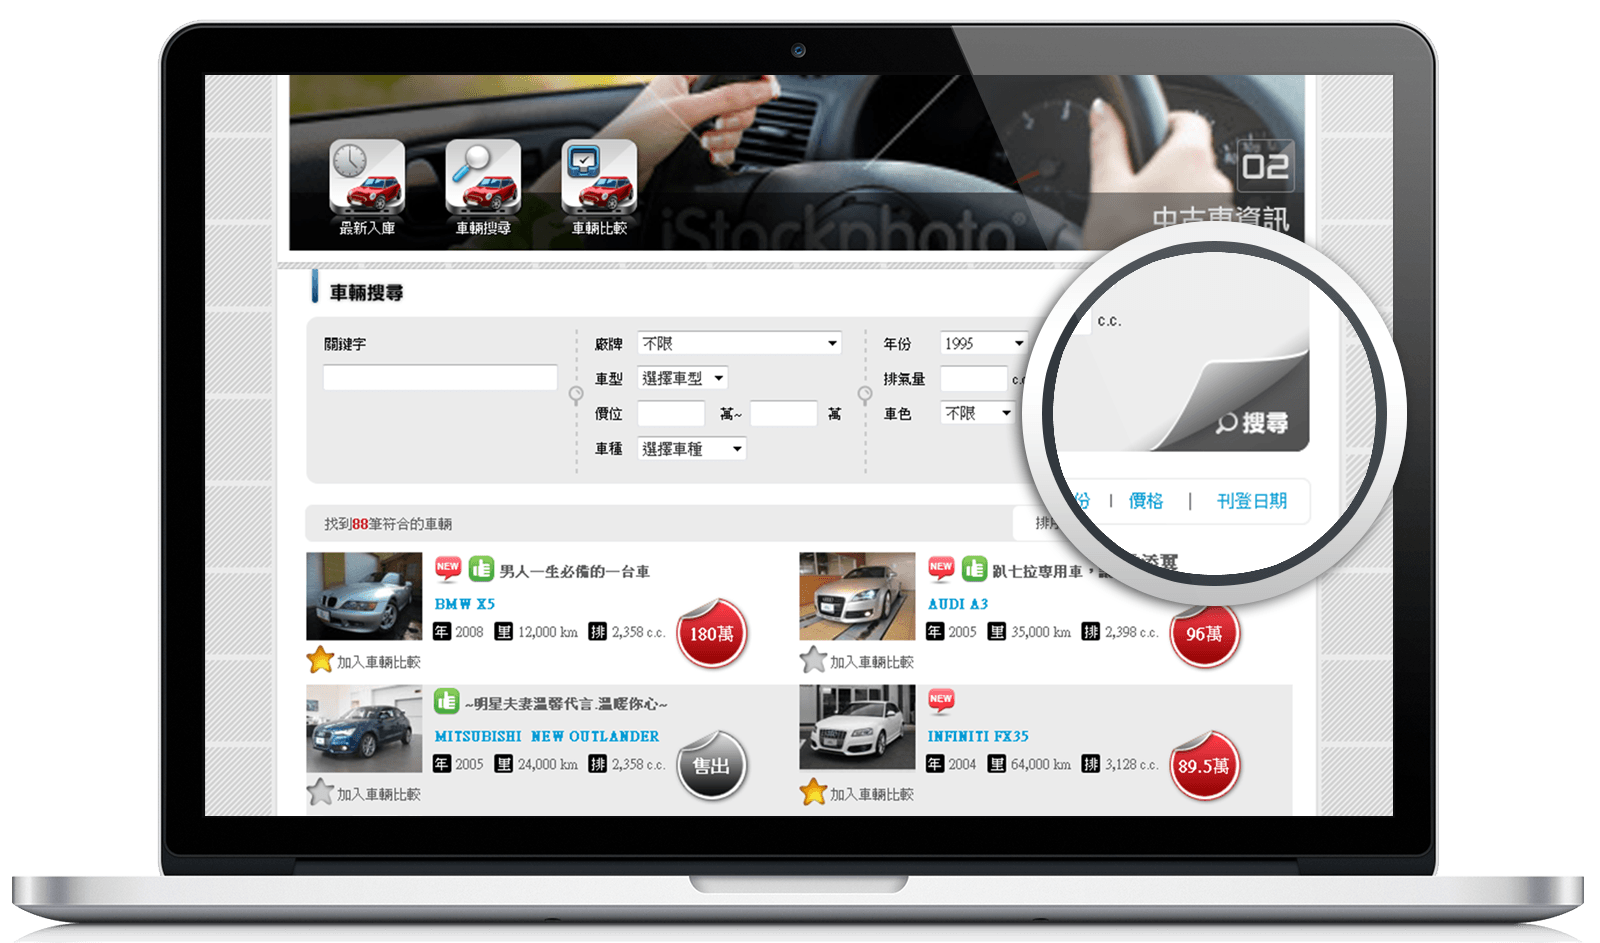 02
中古車資訊
最新入庫
車輛搜尋
車輛比較
iStockphoto
車輛搜尋
關鍵字
廠牌 不限
年份 1995
c.c.
車型 選擇車型
排氣量
價位 萬~ 萬
車色 不限
搜尋
車種 選擇車種
價格 | 刊登日期
找到88筆符合的車輛
NEW 男人一生必備的一台車
BMW X5
年 2008 里 12,000 km 排 2,358 c.c.
180萬
加入車輛比較
NEW 趴七拉專用車,
AUDI A3
年 2005 里 35,000 km 排 2,398 c.c.
96萬
加入車輛比較
~明星夫妻溫馨代言.溫暖你心~
MITSUBISHI NEW OUTLANDER
年 2005 里 24,000 km 排 2,358 c.c.
售出
加入車輛比較
NEW
INFINITI FX35
年 2004 里 64,000 km 排 3,128 c.c.
89.5萬
加入車輛比較